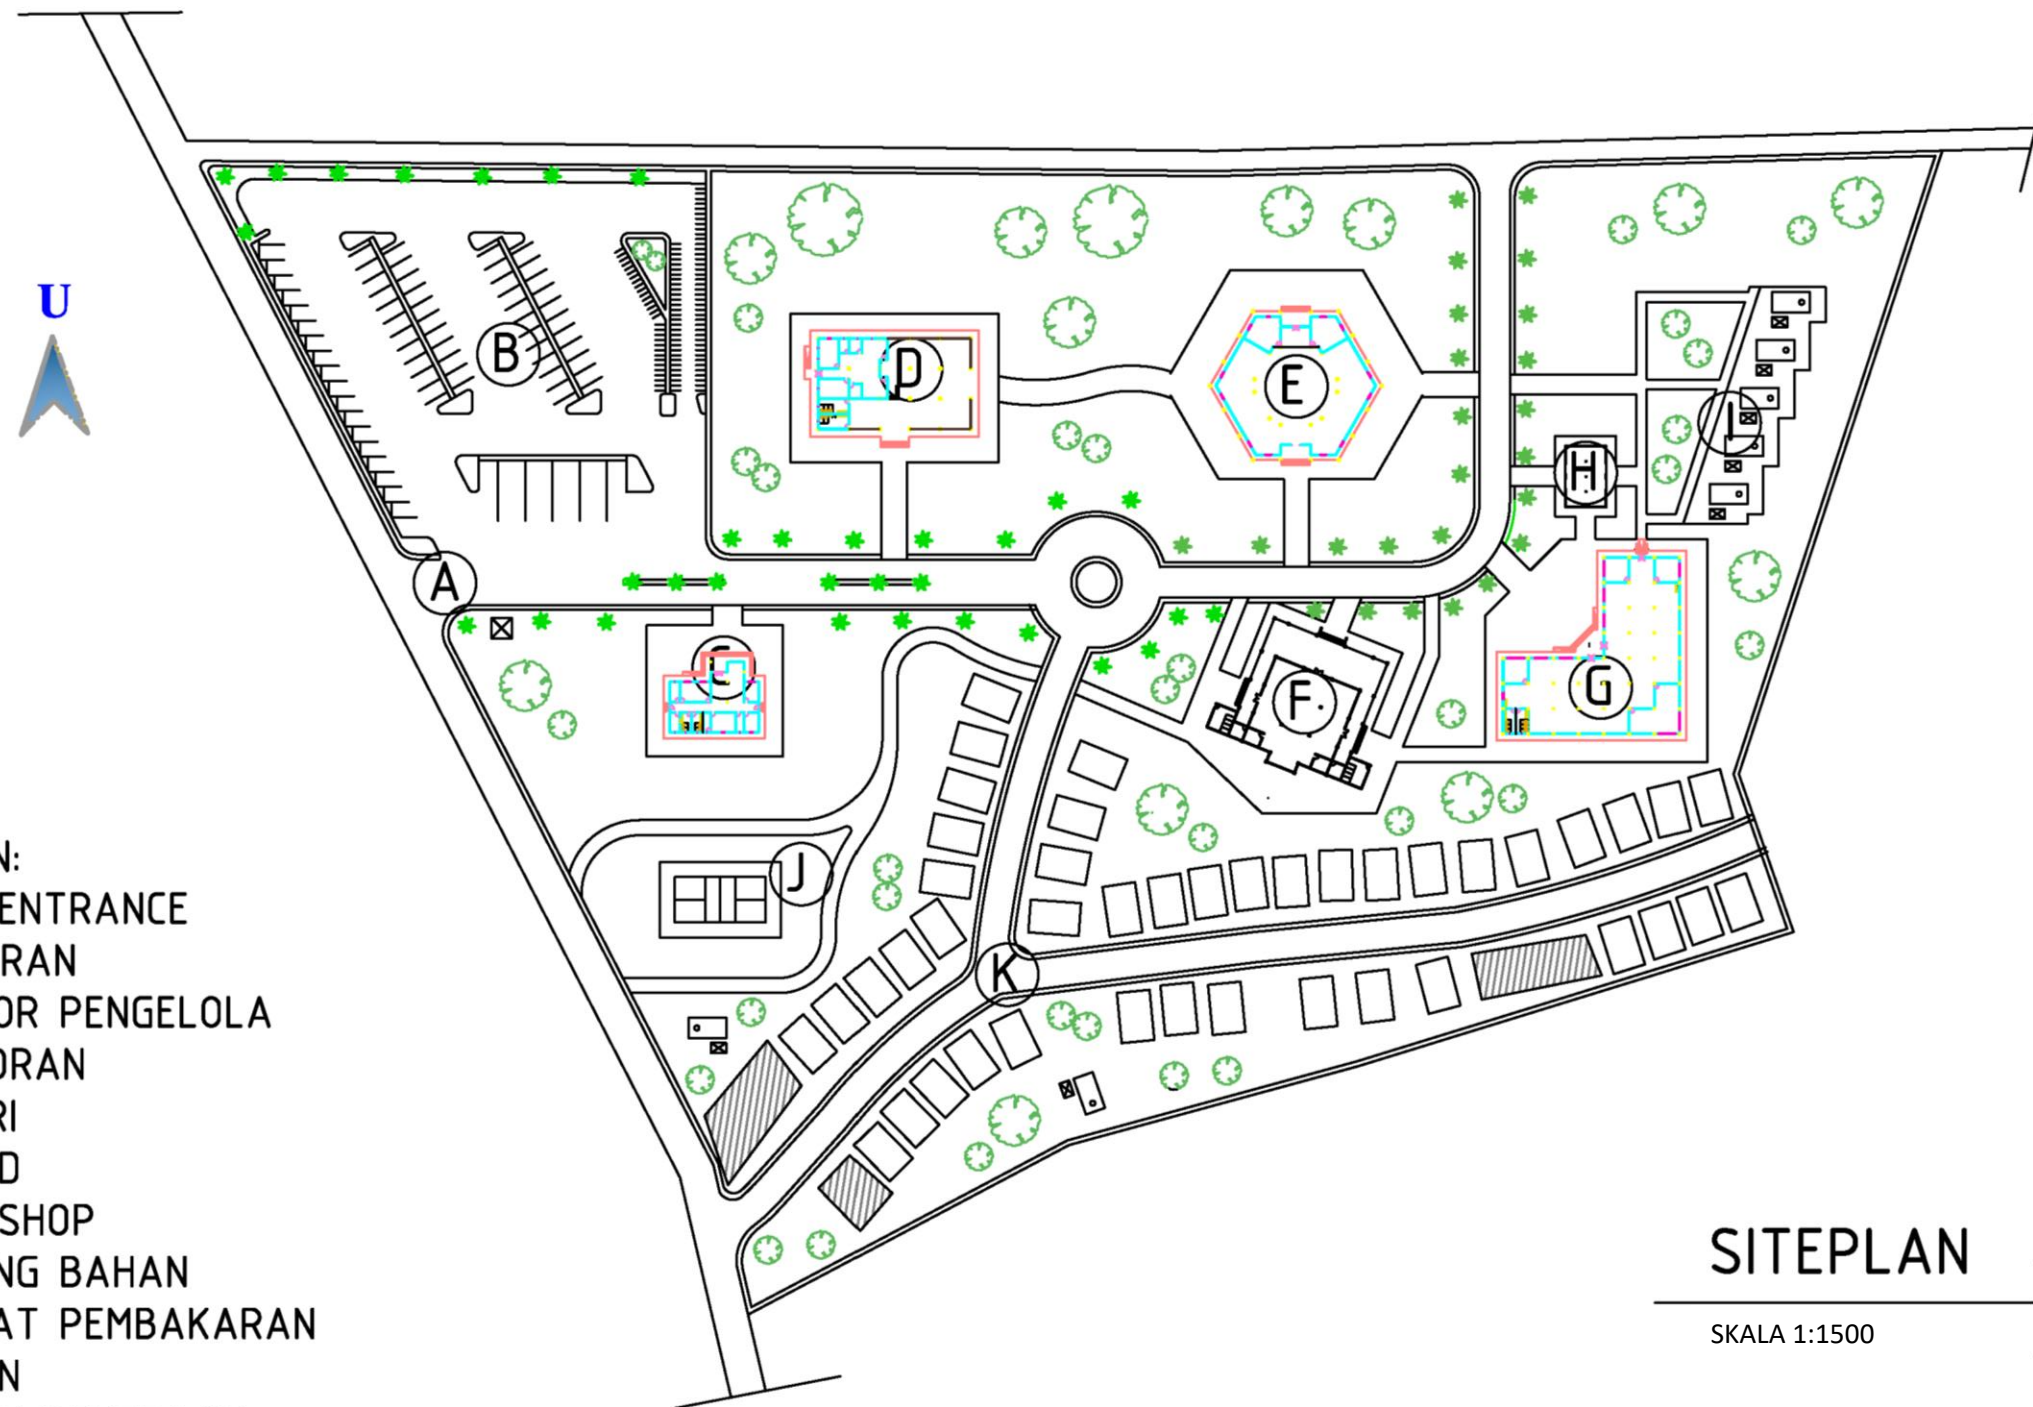 U
A
B
C
D
E
F
G
H
I
J
K
N:
ENTRANCE
RAN
OR PENGELOLA
ORAN
RI
D
SHOP
NG BAHAN
AT PEMBAKARAN
N
SITEPLAN
SKALA 1:1500